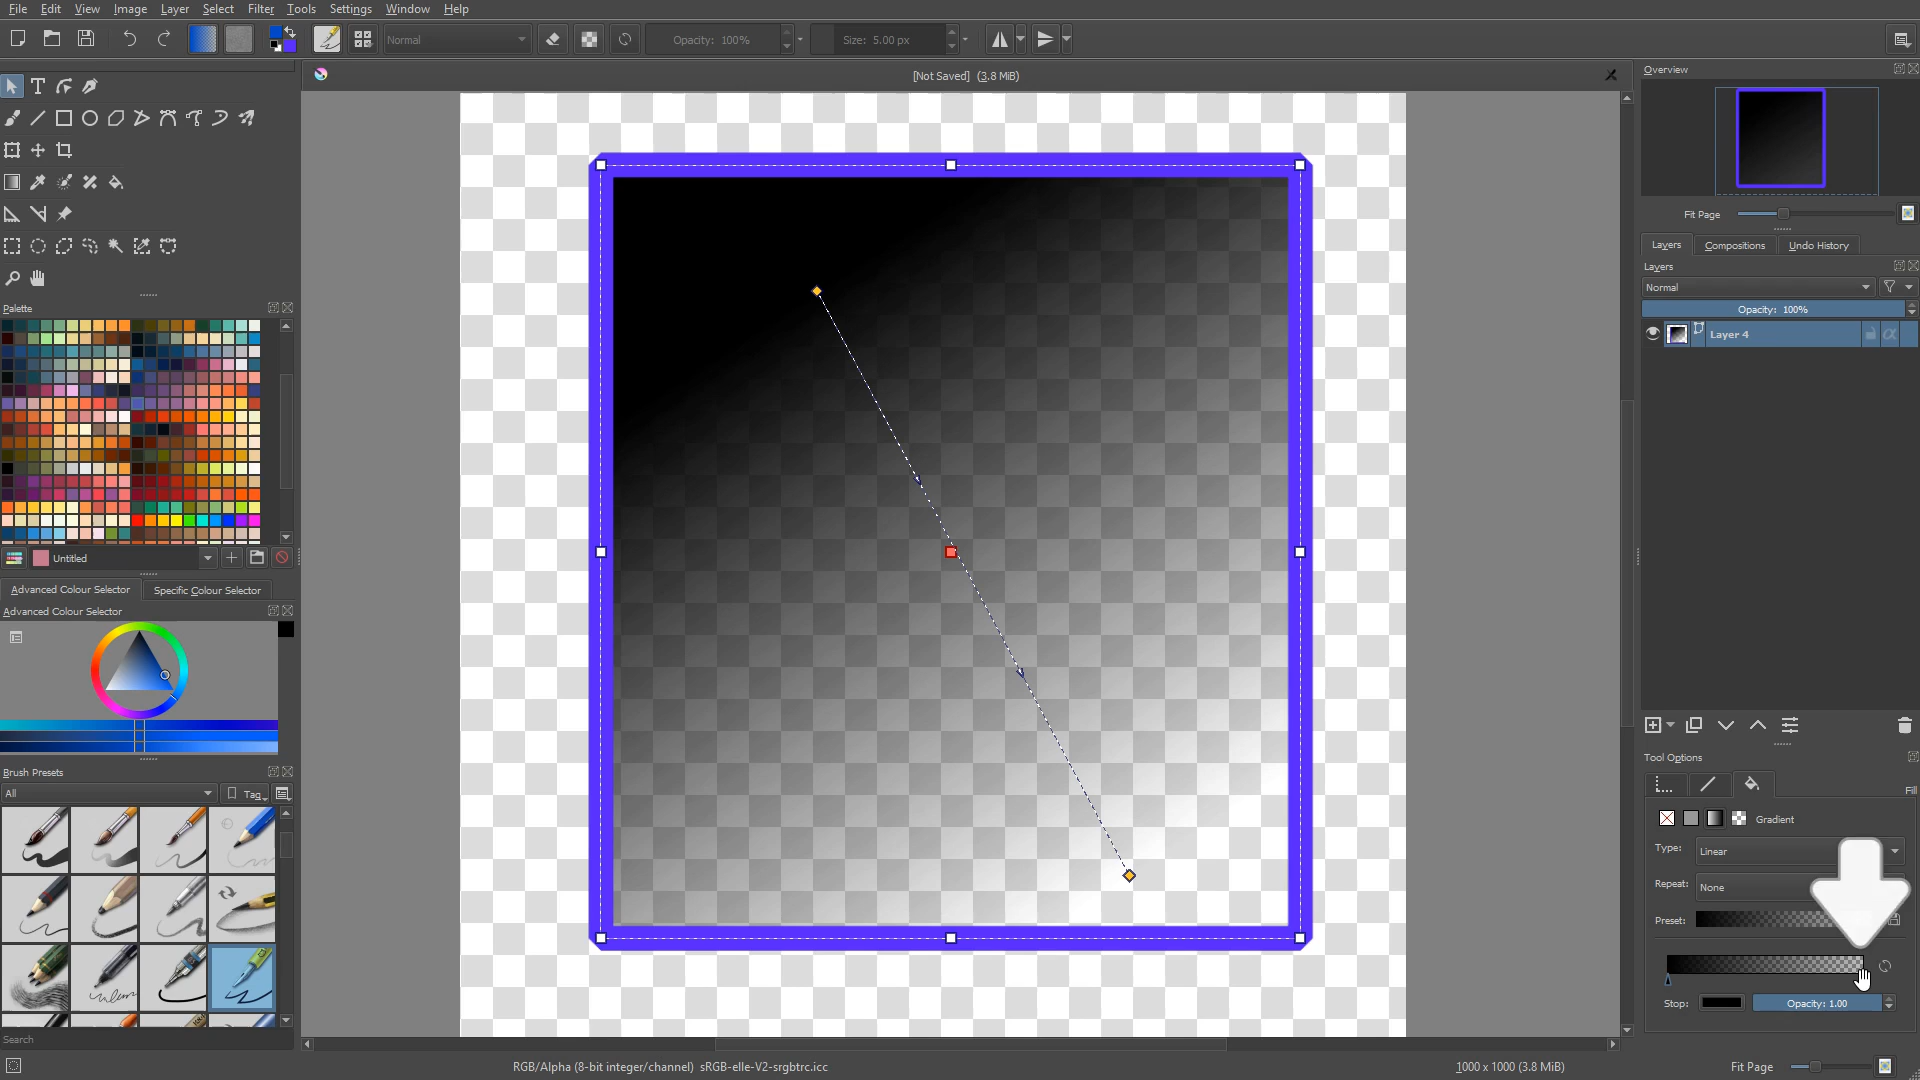 File Edit View Image Layer Select Filter Tools Settings Window Help
Normal
Opacity: 100%
Size: 5.00 px
[Not Saved] (3.8 MiB)
Overview
Fit Page
Layers Compositions Undo History
Layers
Normal
Opacity: 100%
Layer 4
Palette
Untitled
Advanced Colour Selector Specific Colour Selector
Advanced Colour Selector
Brush Presets
All
Tag
Search
Tool Options
Fill
Gradient
Type: Linear
Repeat: None
Preset:
Stop: Opacity: 1.00
RGB/Alpha (8-bit integer/channel) sRGB-elle-V2-srgbtrc.icc
1000 x 1000 (3.8 MiB)
Fit Page